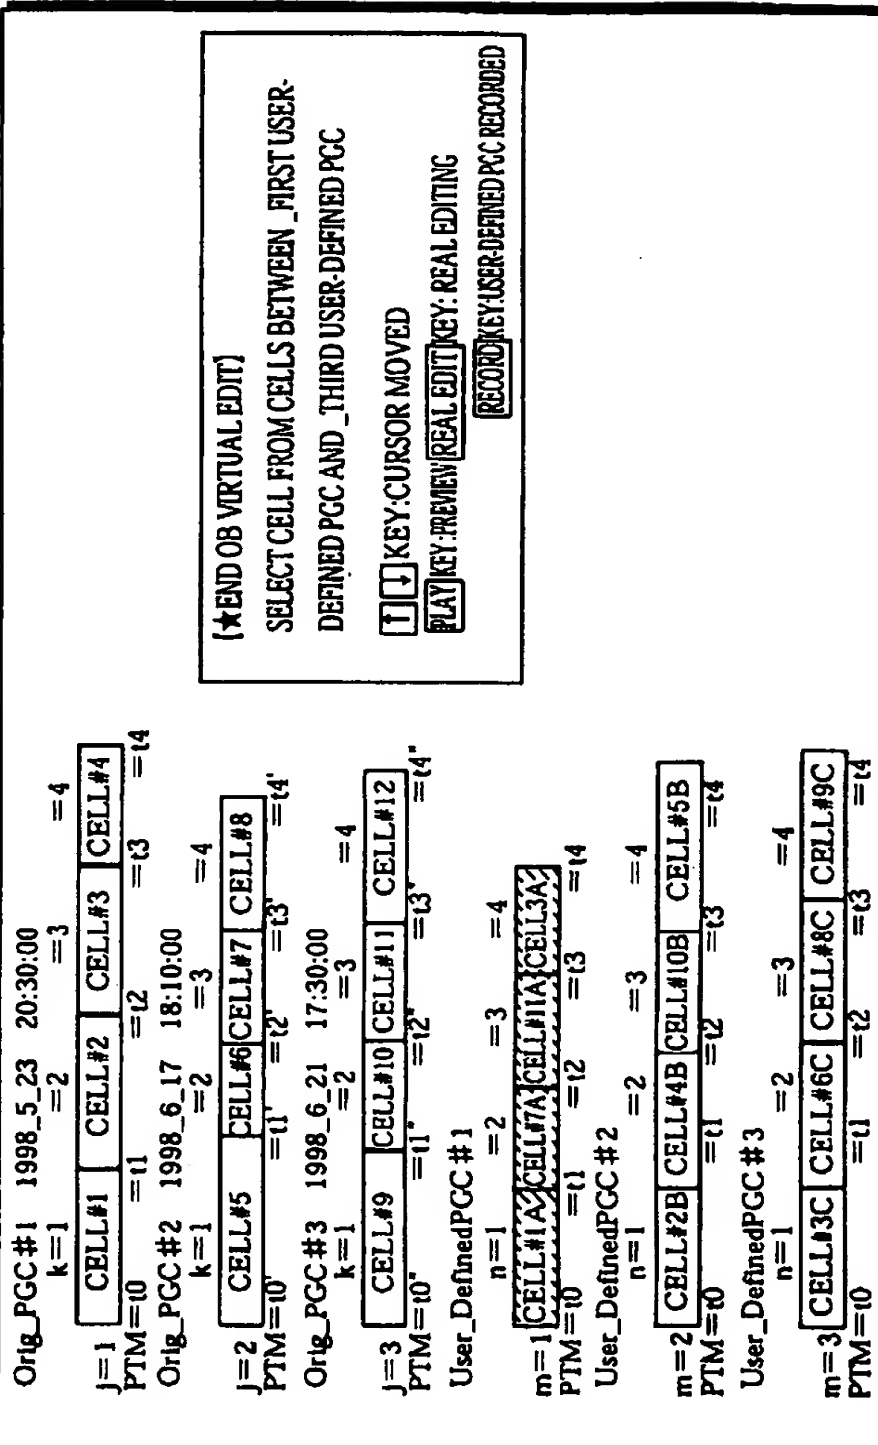 Orig_PGC#1 1998_5_23 20:30:00
k=1 =2 =3 =4
j=1 CELL#1 CELL#2 CELL#3 CELL#4
PTM=t0 =t1 =t2 =t3 =t4
Orig_PGC#2 1998_6_17 18:10:00
k=1 =2 =3 =4
j=2 CELL#5 CELL#6 CELL#7 CELL#8
PTM=t0' =t1' =t2' =t3' =t4'
Orig_PGC#3 1998_6_21 17:30:00
k=1 =2 =3 =4
j=3 CELL#9 CELL#10 CELL#11 CELL#12
PTM=t0" =t1" =t2" =t3" =t4"
User_DefinedPGC#1
n=1 =2 =3 =4
m=1 CELL#1A CELL#7A CELL#11A CELL3A
PTM=t0 =t1 =t2 =t3 =t4
User_DefinedPGC#2
n=1 =2 =3 =4
m=2 CELL#2B CELL#4B CELL#10B CELL#5B
PTM=t0 =t1 =t2 =t3 =t4
User_DefinedPGC#3
n=1 =2 =3 =4
m=3 CELL#3C CELL#6C CELL#8C CELL#9C
PTM=t0 =t1 =t2 =t3 =t4
[★END OB VIRTUAL EDIT]
SELECT CELL FROM CELLS BETWEEN _FIRST USER-
DEFINED PGC AND _THIRD USER-DEFINED PGC
↑ ↓ KEY:CURSOR MOVED
PLAY KEY:PREVIEW REAL EDIT KEY: REAL EDITING
RECORD KEY:USER-DEFINED PGC RECORDED